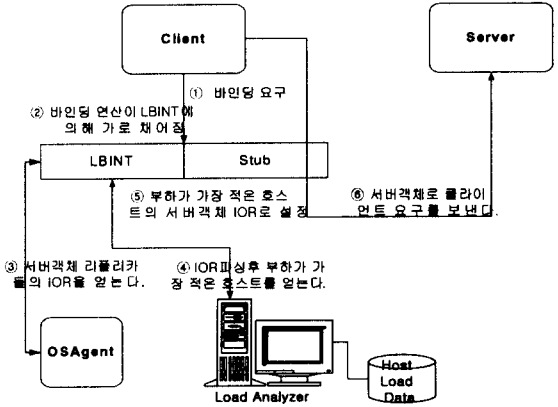 Client
Server
① 바인딩 요구
② 바인딩 연산이 LBINT에
의해 가로 채어짐
LBINT
Stub
⑤ 부하가 가장 적은 호스
트의 서버객체 IOR로 설정
⑥ 서버객체로 클라이
언트 요구를 보낸다.
③ 서버객체 리플리카
들의 IOR을 얻는다.
④ IOR파싱후 부하가 가
장 적은 호스트를 얻는다.
OSAgent
Load Analyzer
Host
Load
Data